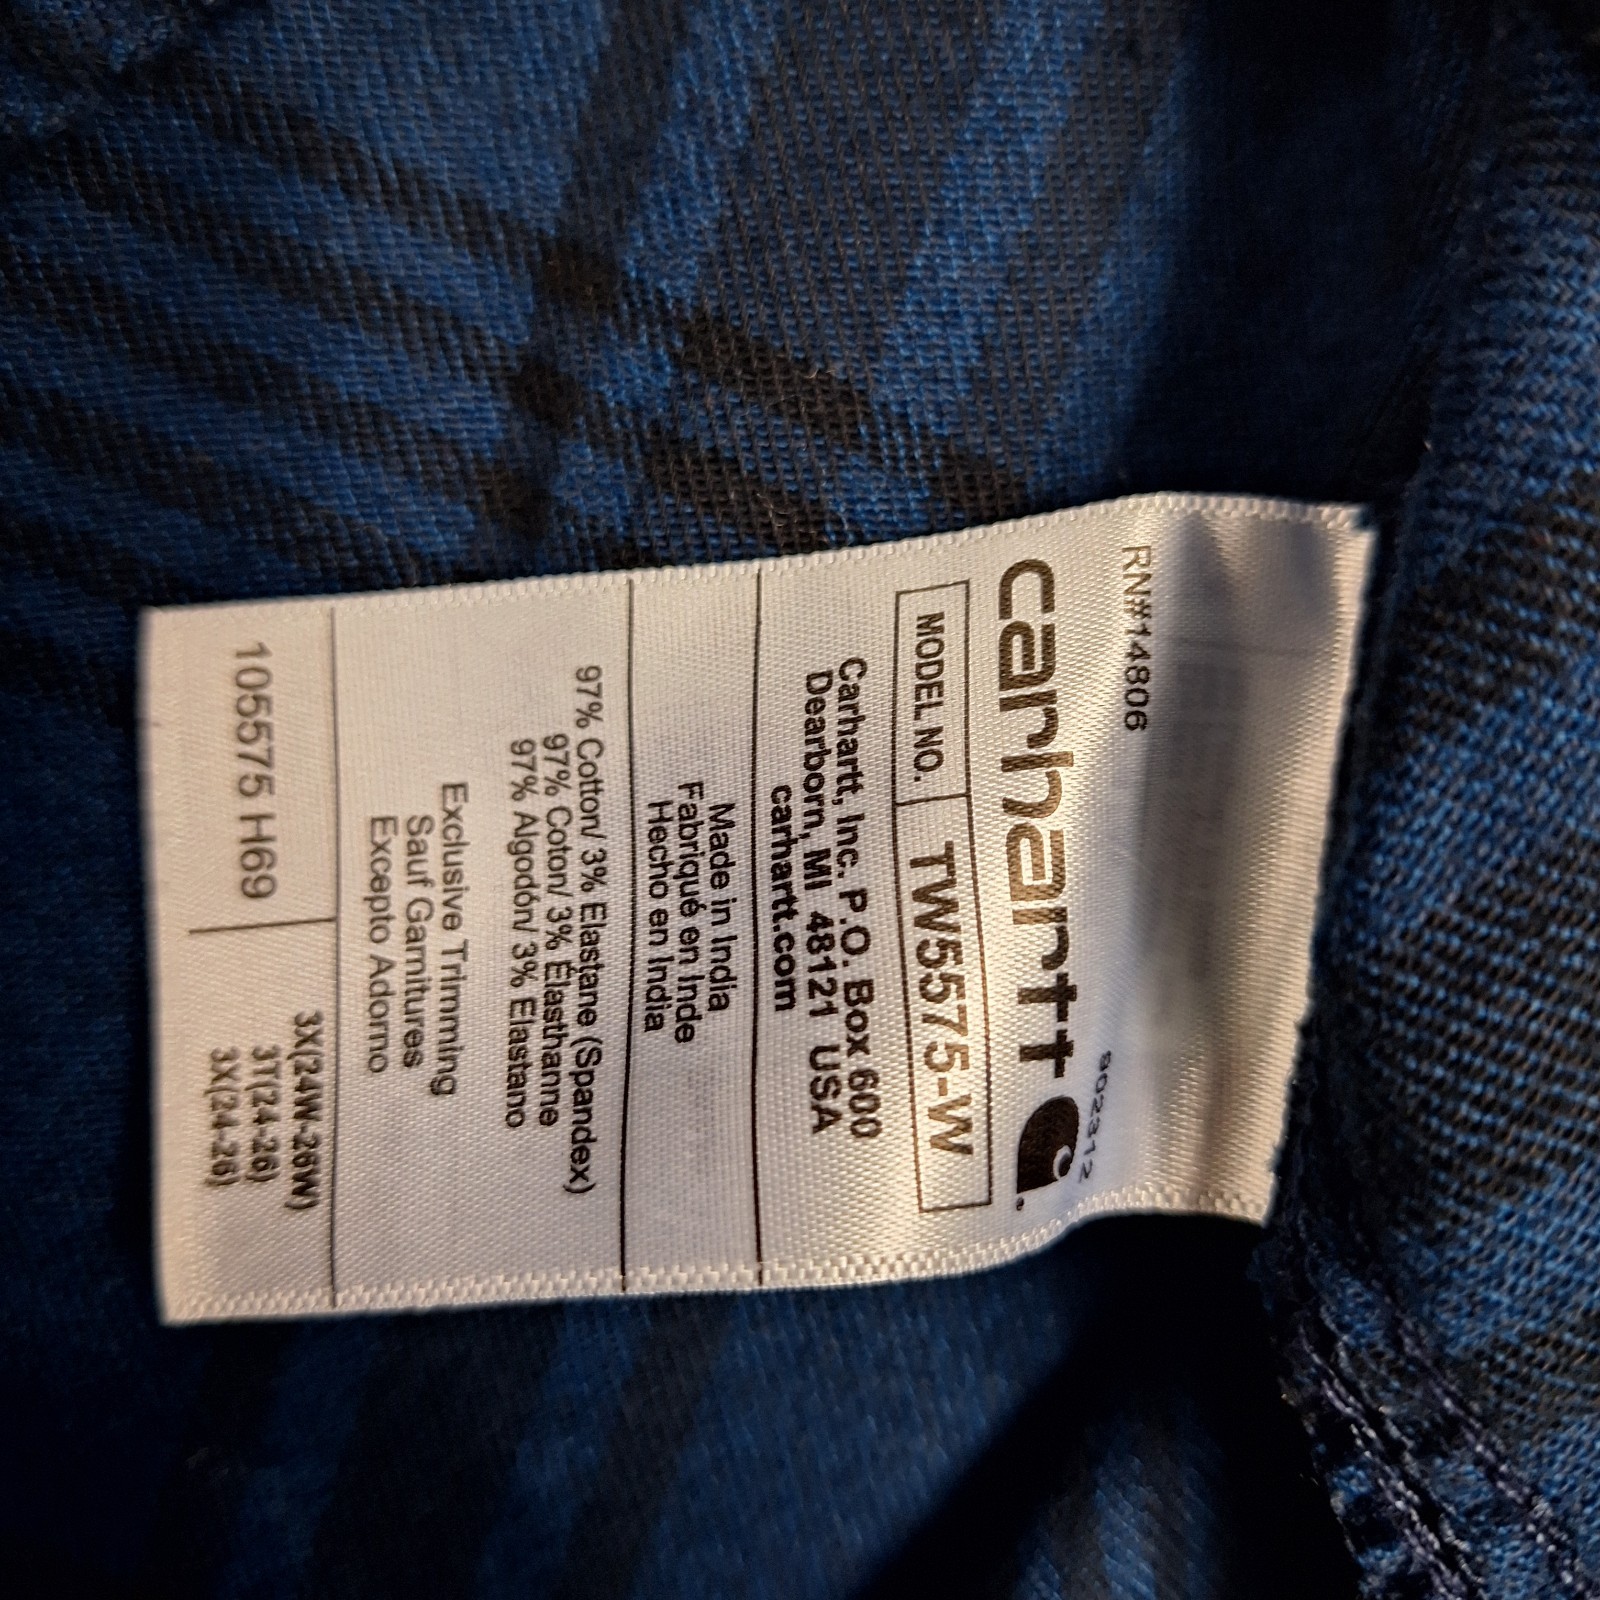 RN#14806
902312
carhartt
MODEL NO. TW5575-W
Carhartt, Inc. P.O. Box 600
Dearborn, MI 48121 USA
carhartt.com
Made in India
Fabriqué en Inde
Hecho en India
97% Cotton/ 3% Elastane (Spandex)
97% Coton/ 3% Élasthanne
97% Algodón/ 3% Elastano
Exclusive Trimming
Sauf Garnitures
Excepto Adorno
105575 H69
3X(24W-26W)
3T(24-26)
3X(24-26)